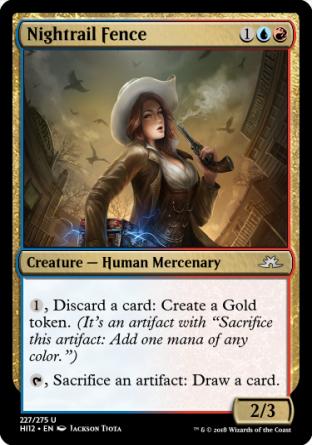 Nightrail Fence 1
Creature — Human Mercenary
1, Discard a card: Create a Gold
token. (It's an artifact with "Sacrifice
this artifact: Add one mana of any
color.")
, Sacrifice an artifact: Draw a card.
2/3
227/275 U
HI12 • EN Jackson Tjota
™ & © 2018 Wizards of the Coast